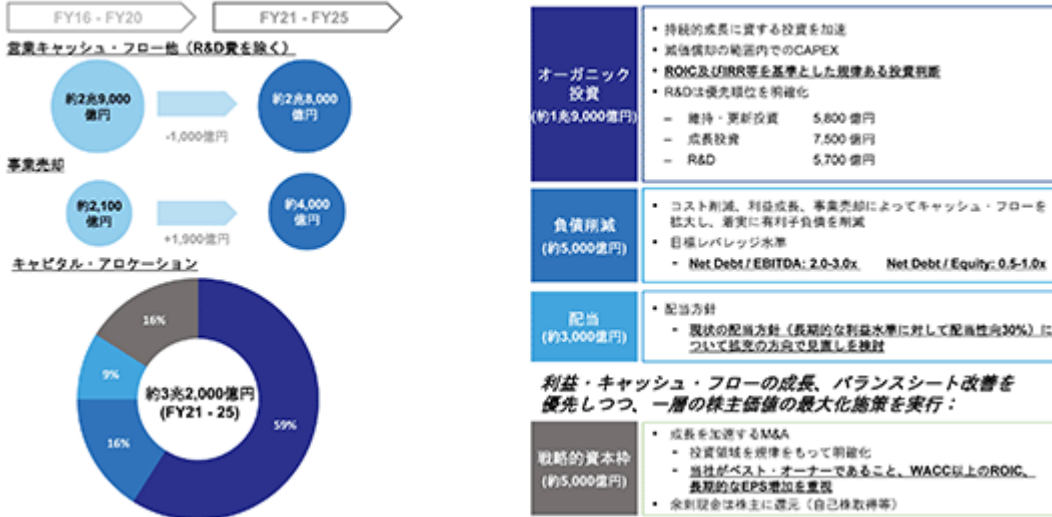 FY16 - FY20
FY21 - FY25
営業キャッシュ・フロー他（R&D費を除く）
約2兆9,000
億円
-1,000億円
約2兆8,000
億円
事業売却
約2,100
億円
+1,900億円
約4,000
億円
キャピタル・アロケーション
16%
9%
16%
59%
約3兆2,000億円
(FY21 - 25)
オーガニック
投資
(約1兆9,000億円)
• 持続的成長に資する投資を加速
• 減価償却の範囲内でのCAPEX
• ROIC及びIRR等を基準とした規律ある投資判断
• R&Dは優先順位を明確化
– 維持・更新投資 5,800 億円
– 成長投資 7,500 億円
– R&D 5,700 億円
負債削減
(約5,000億円)
• コスト削減、利益成長、事業売却によってキャッシュ・フローを
拡大し、着実に有利子負債を削減
• 目標レバレッジ水準
- Net Debt / EBITDA: 2.0-3.0x Net Debt / Equity: 0.5-1.0x
配当
(約3,000億円)
• 配当方針
- 現状の配当方針（長期的な利益水準に対して配当性向30%）に
ついて拡充の方向で見直しを検討
利益・キャッシュ・フローの成長、バランスシート改善を
優先しつつ、一層の株主価値の最大化施策を実行：
戦略的資本枠
(約5,000億円)
• 成長を加速するM&A
• 投資領域を規律をもって明確化
- 当社がベスト・オーナーであること、WACC以上のROIC、
長期的なEPS増加を重視
• 余剰現金は株主に還元（自己株取得等）